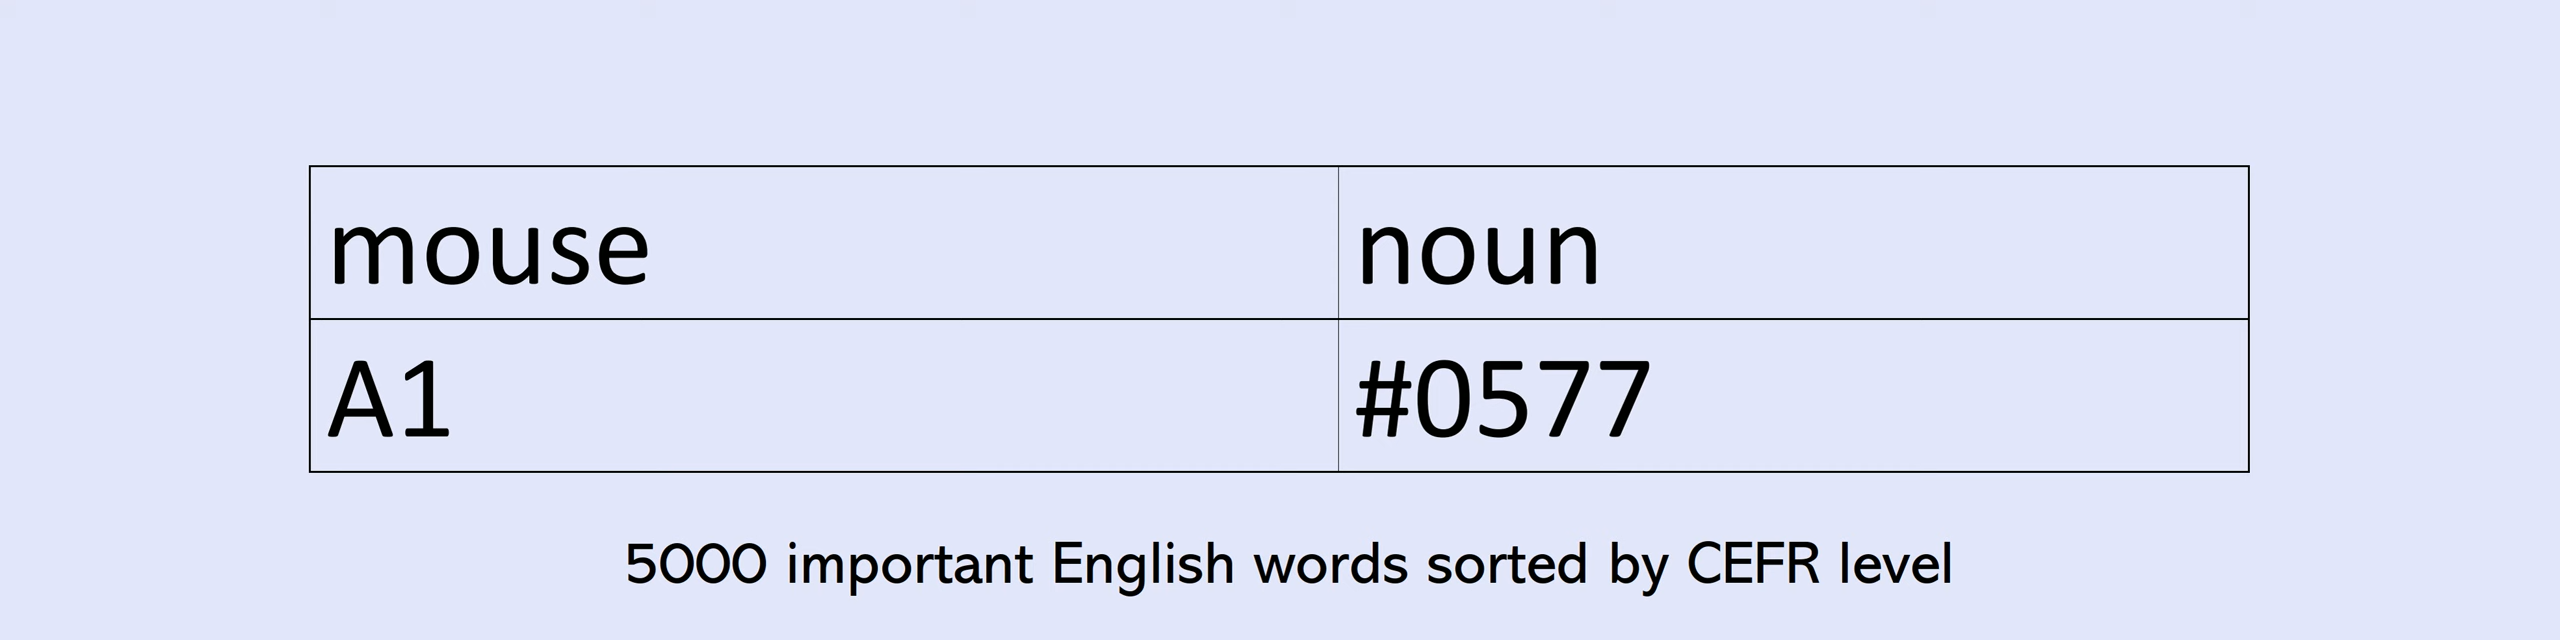 mouse noun
A1 #0577
5000 important English words sorted by CEFR level